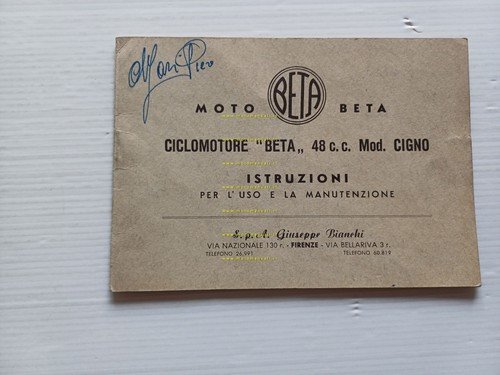 BETA
MOTO BETA
CICLOMOTORE "BETA„ 48 c.c. Mod. CIGNO
ISTRUZIONI
PER L'USO E LA MANUTENZIONE
S. p. A. Giuseppe Bianchi
VIA NAZIONALE 130 r. - FIRENZE - VIA BELLARIVA 3 r.
TELEFONO 26.991 TELEFONO 60.819